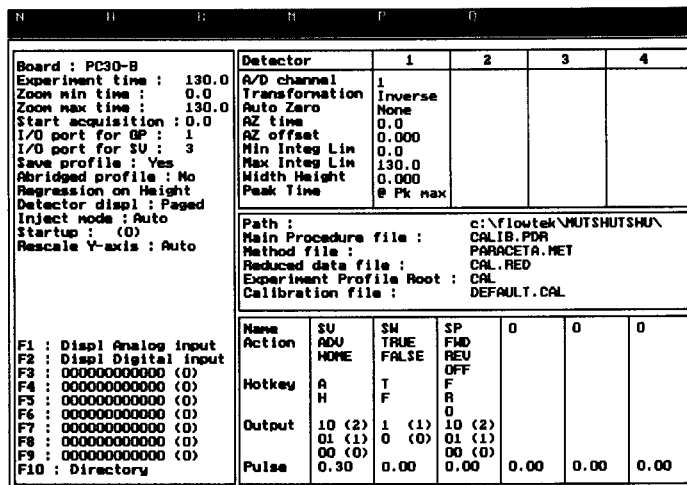 N H G M P Q
Board : PC30-B
Experiment time : 130.0
Zoom min time : 0.0
Zoom max time : 130.0
Start acquisition : 0.0
I/O port for GP : 1
I/O port for SV : 3
Save profile : Yes
Abridged profile : No
Regression on Height
Detector displ : Paged
Inject mode : Auto
Startup : (0)
Rescale Y-axis : Auto
F1 : Displ Analog input
F2 : Displ Digital input
F3 : 000000000000 (0)
F4 : 000000000000 (0)
F5 : 000000000000 (0)
F6 : 000000000000 (0)
F7 : 000000000000 (0)
F8 : 000000000000 (0)
F9 : 000000000000 (0)
F10 : Directory
Detector 1 2 3 4
A/D channel 1
Transformation Inverse
Auto Zero None
AZ time 0.0
AZ offset 0.000
Min Integ Lim 0.0
Max Integ Lim 130.0
Width Height 0.000
Peak Time @ Pk max
Path : c:\flowtek\MUTSHUTSHU\
Main Procedure file : CALIB.PDR
Method file : PARACETA.MET
Reduced data file : CAL.RED
Experiment Profile Root : CAL
Calibration file : DEFAULT.CAL
Name SV SW SP 0 0 0
Action ADV TRUE FWD
HOME FALSE REV
OFF
Hotkey A T F
H F R
O
Output 10 (2) 1 (1) 10 (2)
01 (1) 0 (0) 01 (1)
00 (0) 00 (0)
Pulse 0.30 0.00 0.00 0.00 0.00 0.00